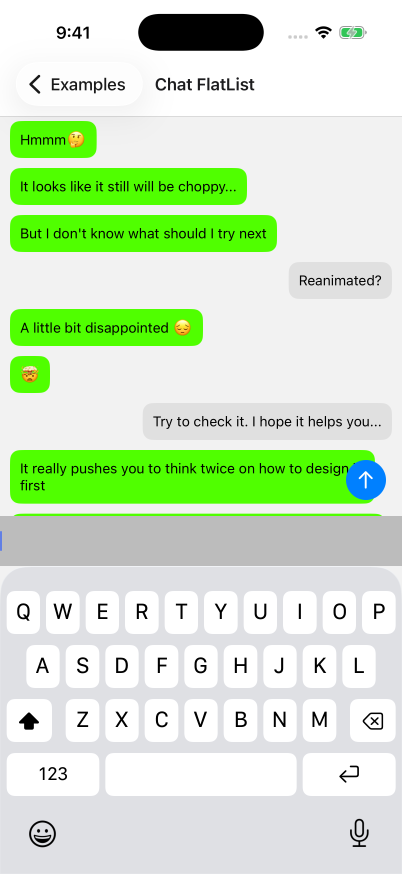 9:41
Examples
Chat FlatList
Hmmm🤔
It looks like it still will be choppy...
But I don't know what should I try next
Reanimated?
A little bit disappointed 😔
🤯
Try to check it. I hope it helps you...
It really pushes you to think twice on how to design
first
Q W E R T Y U I O P
A S D F G H J K L
Z X C V B N M
123